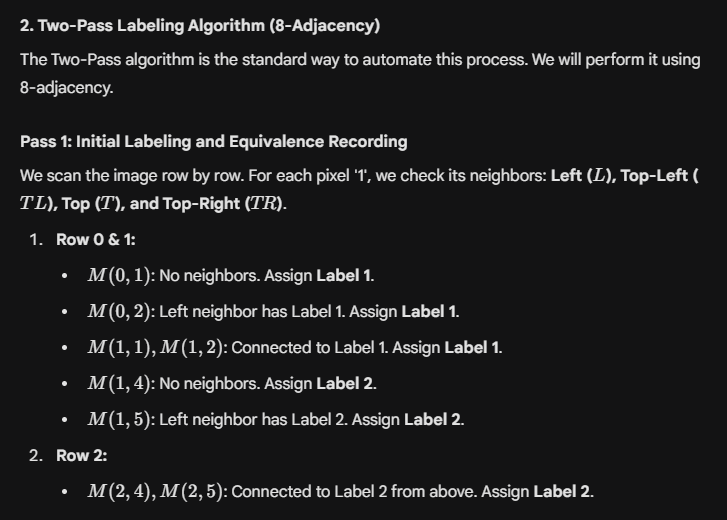 2. Two-Pass Labeling Algorithm (8-Adjacency)
The Two-Pass algorithm is the standard way to automate this process. We will perform it using
8-adjacency.
Pass 1: Initial Labeling and Equivalence Recording
We scan the image row by row. For each pixel '1', we check its neighbors: Left (L), Top-Left (
TL), Top (T), and Top-Right (TR).
1. Row 0 & 1:
• M(0, 1): No neighbors. Assign Label 1.
• M(0, 2): Left neighbor has Label 1. Assign Label 1.
• M(1, 1), M(1, 2): Connected to Label 1. Assign Label 1.
• M(1, 4): No neighbors. Assign Label 2.
• M(1, 5): Left neighbor has Label 2. Assign Label 2.
2. Row 2:
• M(2, 4), M(2, 5): Connected to Label 2 from above. Assign Label 2.